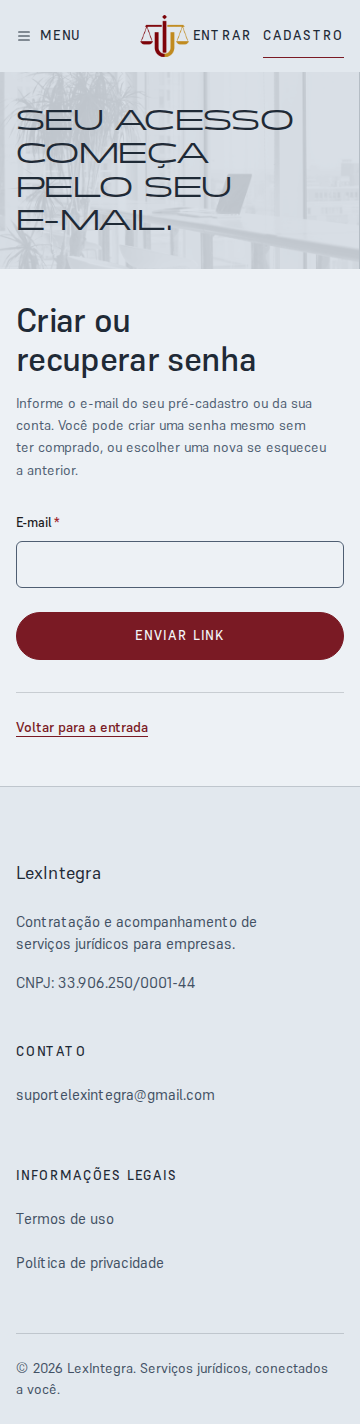 MENU
ENTRAR
CADASTRO
SEU ACESSO
COMEÇA
PELO SEU
E-MAIL.
Criar ou
recuperar senha
Informe o e-mail do seu pré-cadastro ou da sua
conta. Você pode criar uma senha mesmo sem
ter comprado, ou escolher uma nova se esqueceu
a anterior.
E-mail *
ENVIAR LINK
Voltar para a entrada
LexIntegra
Contratação e acompanhamento de
serviços jurídicos para empresas.
CNPJ: 33.906.250/0001-44
CONTATO
suportelexintegra@gmail.com
INFORMAÇÕES LEGAIS
Termos de uso
Política de privacidade
© 2026 LexIntegra. Serviços jurídicos, conectados
a você.